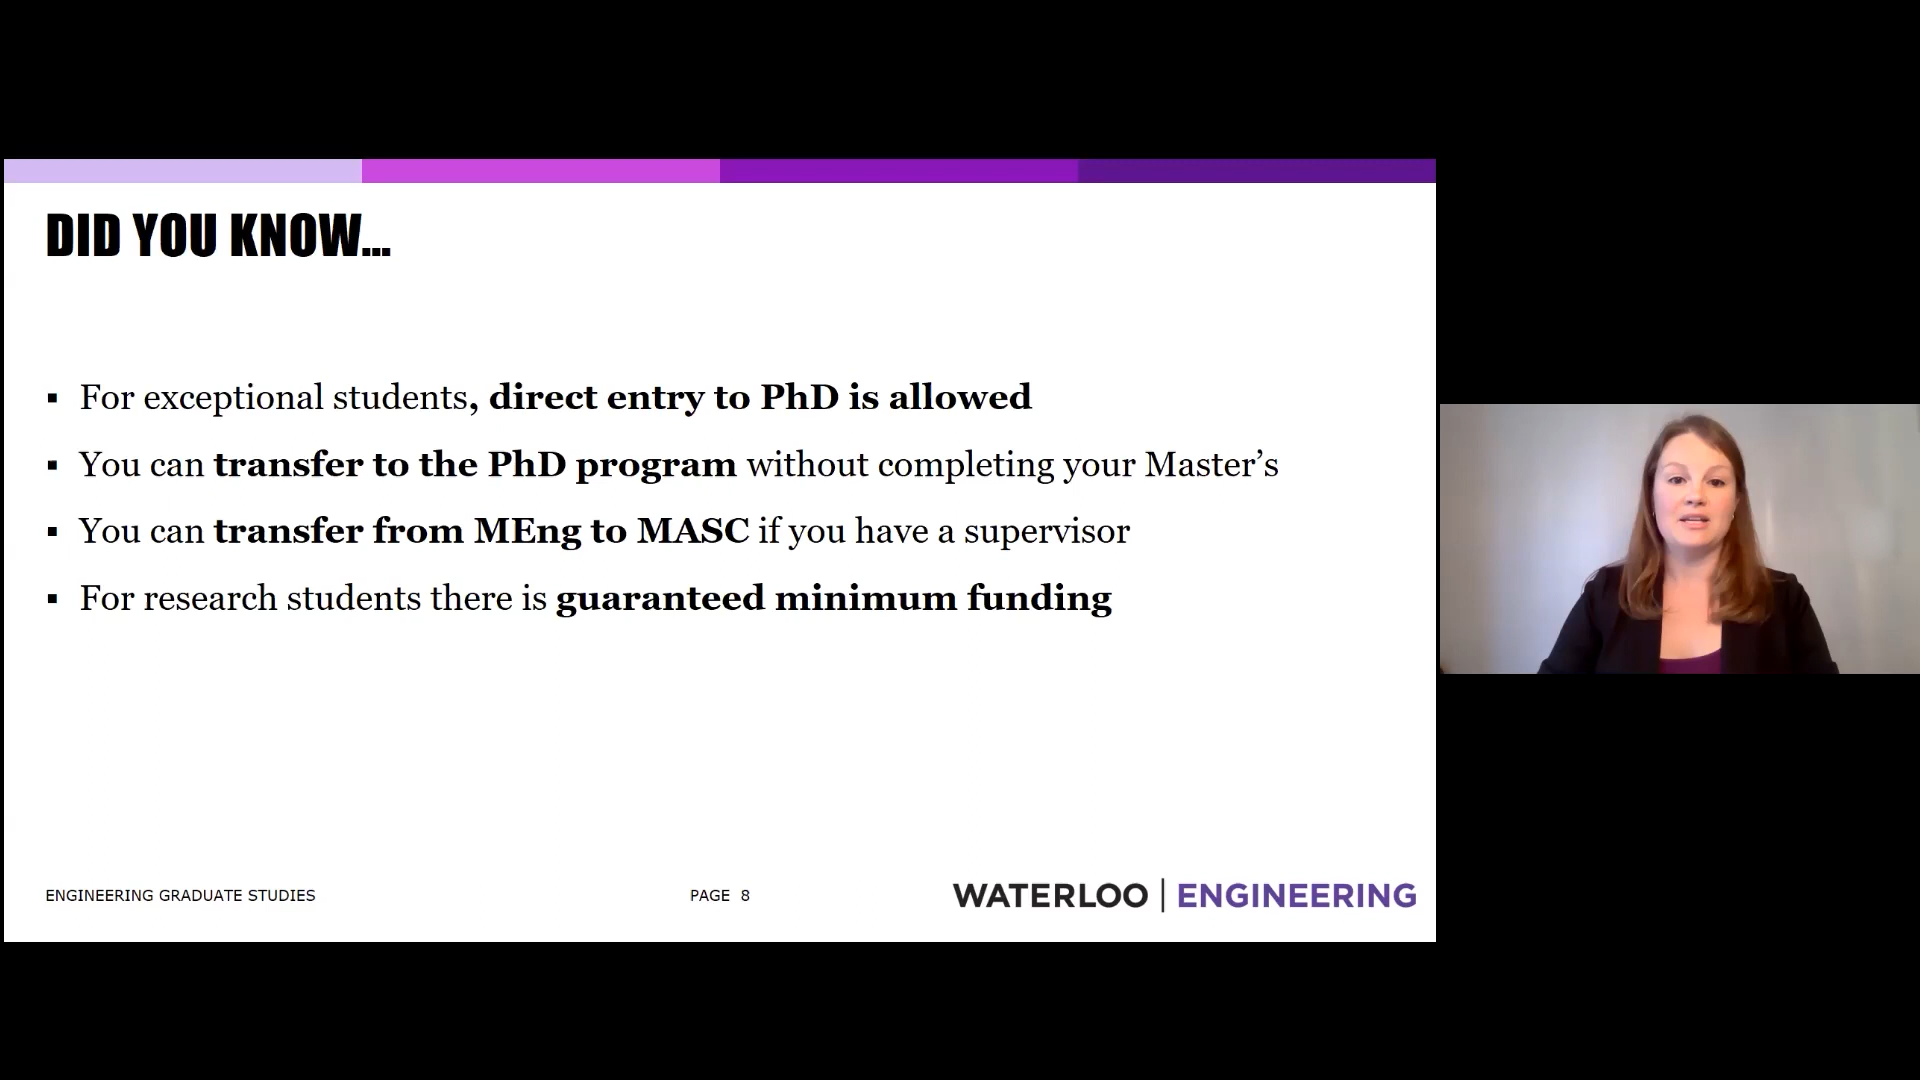 DID YOU KNOW...
▪ For exceptional students, direct entry to PhD is allowed
▪ You can transfer to the PhD program without completing your Master’s
▪ You can transfer from MEng to MASC if you have a supervisor
▪ For research students there is guaranteed minimum funding
ENGINEERING GRADUATE STUDIES
PAGE 8
WATERLOO | ENGINEERING